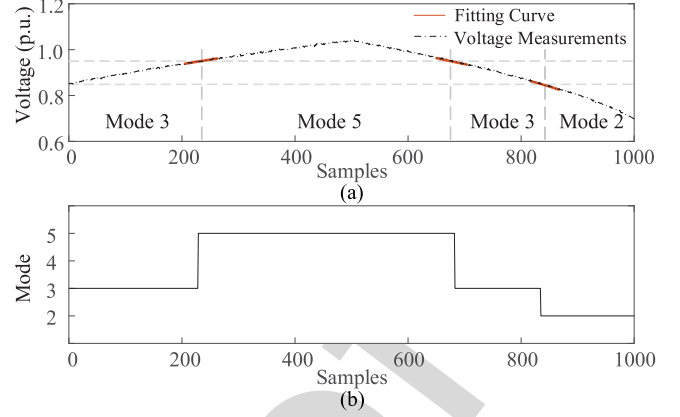 1.2
1.0
0.8
0.6
Voltage (p.u.)
Fitting Curve
Voltage Measurements
Mode 3
Mode 5
Mode 3
Mode 2
0
200
400
600
800
1000
Samples
(a)
5
4
3
2
Mode
0
200
400
600
800
1000
Samples
(b)